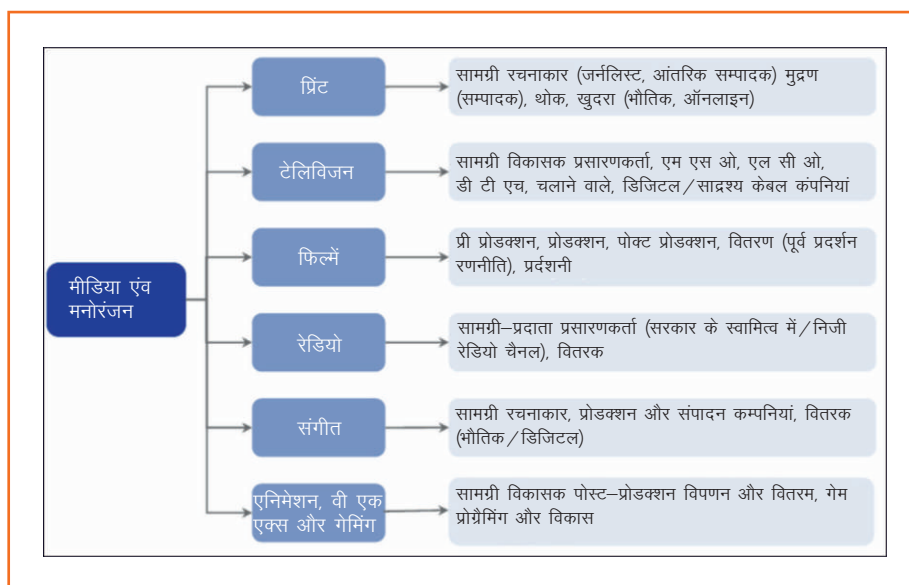 मीडिया एंव
मनोरंजन
प्रिंट
सामग्री रचनाकार (जर्नलिस्ट, आंतरिक सम्पादक) मुद्रण
(सम्पादक), थोक, खुदरा (भौतिक, ऑनलाइन)
टेलिविजन
सामग्री विकासक प्रसारणकर्ता, एम एस ओ, एल सी ओ,
डी टी एच, चलाने वाले, डिजिटल/साद्रश्य केबल कंपनियां
फिल्में
प्री प्रोडक्शन, प्रोडक्शन, पोक्ट प्रोडक्शन, वितरण (पूर्व प्रदर्शन
रणनीति), प्रर्दशनी
रेडियो
सामग्री–प्रदाता प्रसारणकर्ता (सरकार के स्वामित्व में/निजी
रेडियो चैनल), वितरक
संगीत
सामग्री रचनाकार, प्रोडक्शन और संपादन कम्पनियां, वितरक
(भौतिक/डिजिटल)
एनिमेशन, वी एक
एक्स और गेमिंग
सामग्री विकासक पोस्ट–प्रोडक्शन विपणन और वितरम, गेम
प्रोग्रैमिंग और विकास